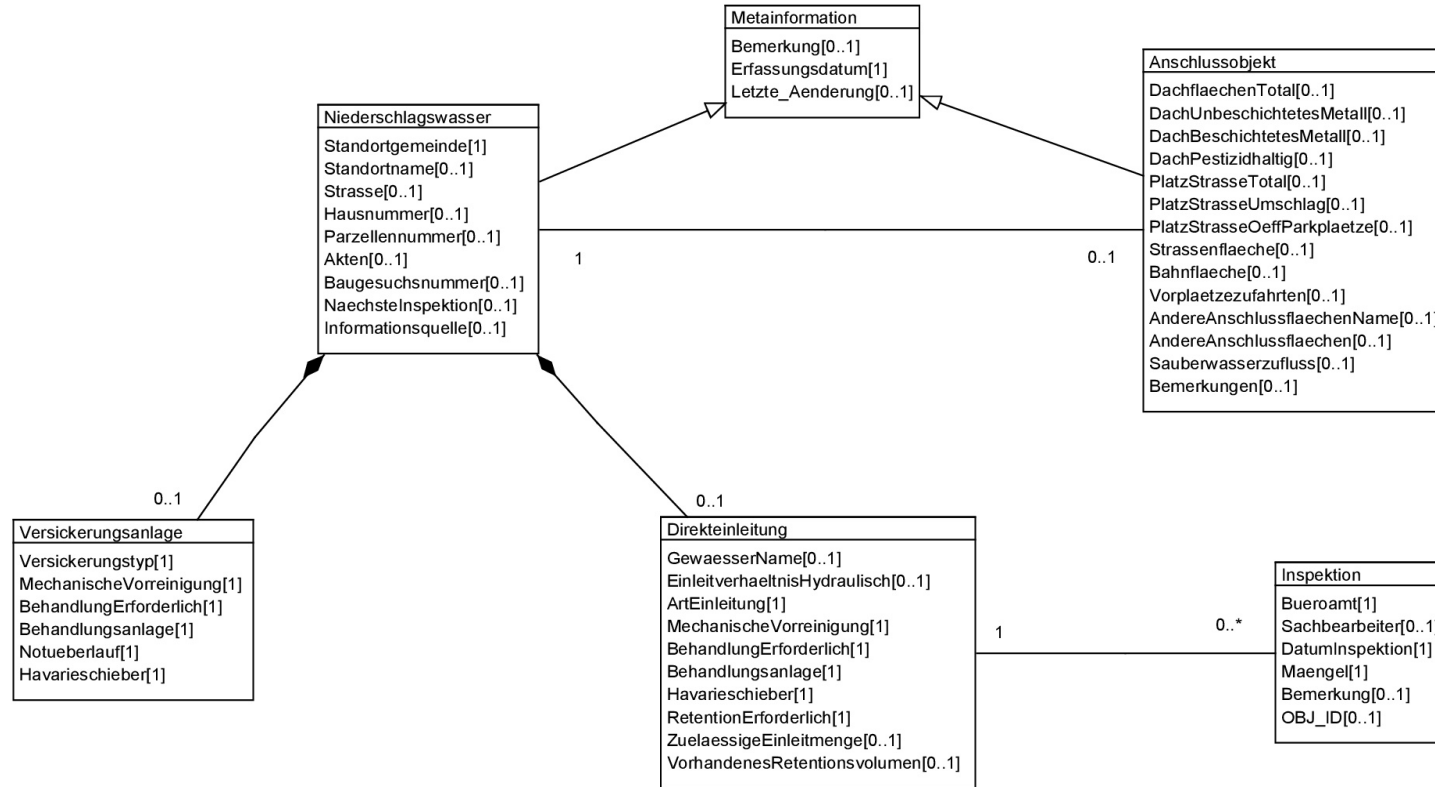 Metainformation
Bemerkung[0..1]
Erfassungsdatum[1]
Letzte_Aenderung[0..1]
Anschlussobjekt
DachflaechenTotal[0..1]
DachUnbeschichtetesMetall[0..1]
DachBeschichtetesMetall[0..1]
DachPestizidhaltig[0..1]
PlatzStrasseTotal[0..1]
PlatzStrasseUmschlag[0..1]
PlatzStrasseOeffParkplaetze[0..1]
Strassenflaeche[0..1]
Bahnflaeche[0..1]
Vorplaetzezufahrten[0..1]
AndereAnschlussflaechenName[0..1]
AndereAnschlussflaechen[0..1]
Sauberwasserzufluss[0..1]
Bemerkungen[0..1]
Niederschlagswasser
Standortgemeinde[1]
Standortname[0..1]
Strasse[0..1]
Hausnummer[0..1]
Parzellennummer[0..1]
Akten[0..1]
Baugesuchsnummer[0..1]
NaechsteInspektion[0..1]
Informationsquelle[0..1]
1
0..1
0..1
0..1
Versickerungsanlage
Versickerungstyp[1]
MechanischeVorreinigung[1]
BehandlungErforderlich[1]
Behandlungsanlage[1]
Notueberlauf[1]
Havarieschieber[1]
Direkteinleitung
GewaesserName[0..1]
EinleitverhaeltnisHydraulisch[0..1]
ArtEinleitung[1]
MechanischeVorreinigung[1]
BehandlungErforderlich[1]
Behandlungsanlage[1]
Havarieschieber[1]
RetentionErforderlich[1]
ZuelaessigeEinleitmenge[0..1]
VorhandenesRetentionsvolumen[0..1]
1
0..*
Inspektion
Bueroamt[1]
Sachbearbeiter[0..1]
DatumInspektion[1]
Maengel[1]
Bemerkung[0..1]
OBJ_ID[0..1]